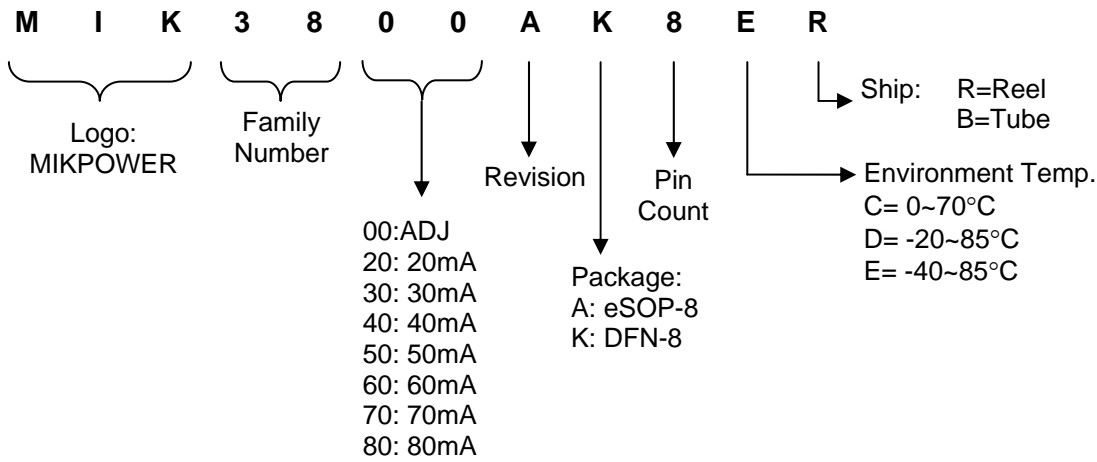 M I K 3 8 0 0 A K 8 E R
Logo:
MIKPOWER
Family
Number
00:ADJ
20: 20mA
30: 30mA
40: 40mA
50: 50mA
60: 60mA
70: 70mA
80: 80mA
Revision
Package:
A: eSOP-8
K: DFN-8
Pin
Count
Ship: R=Reel
B=Tube
Environment Temp.
C= 0~70°C
D= -20~85°C
E= -40~85°C